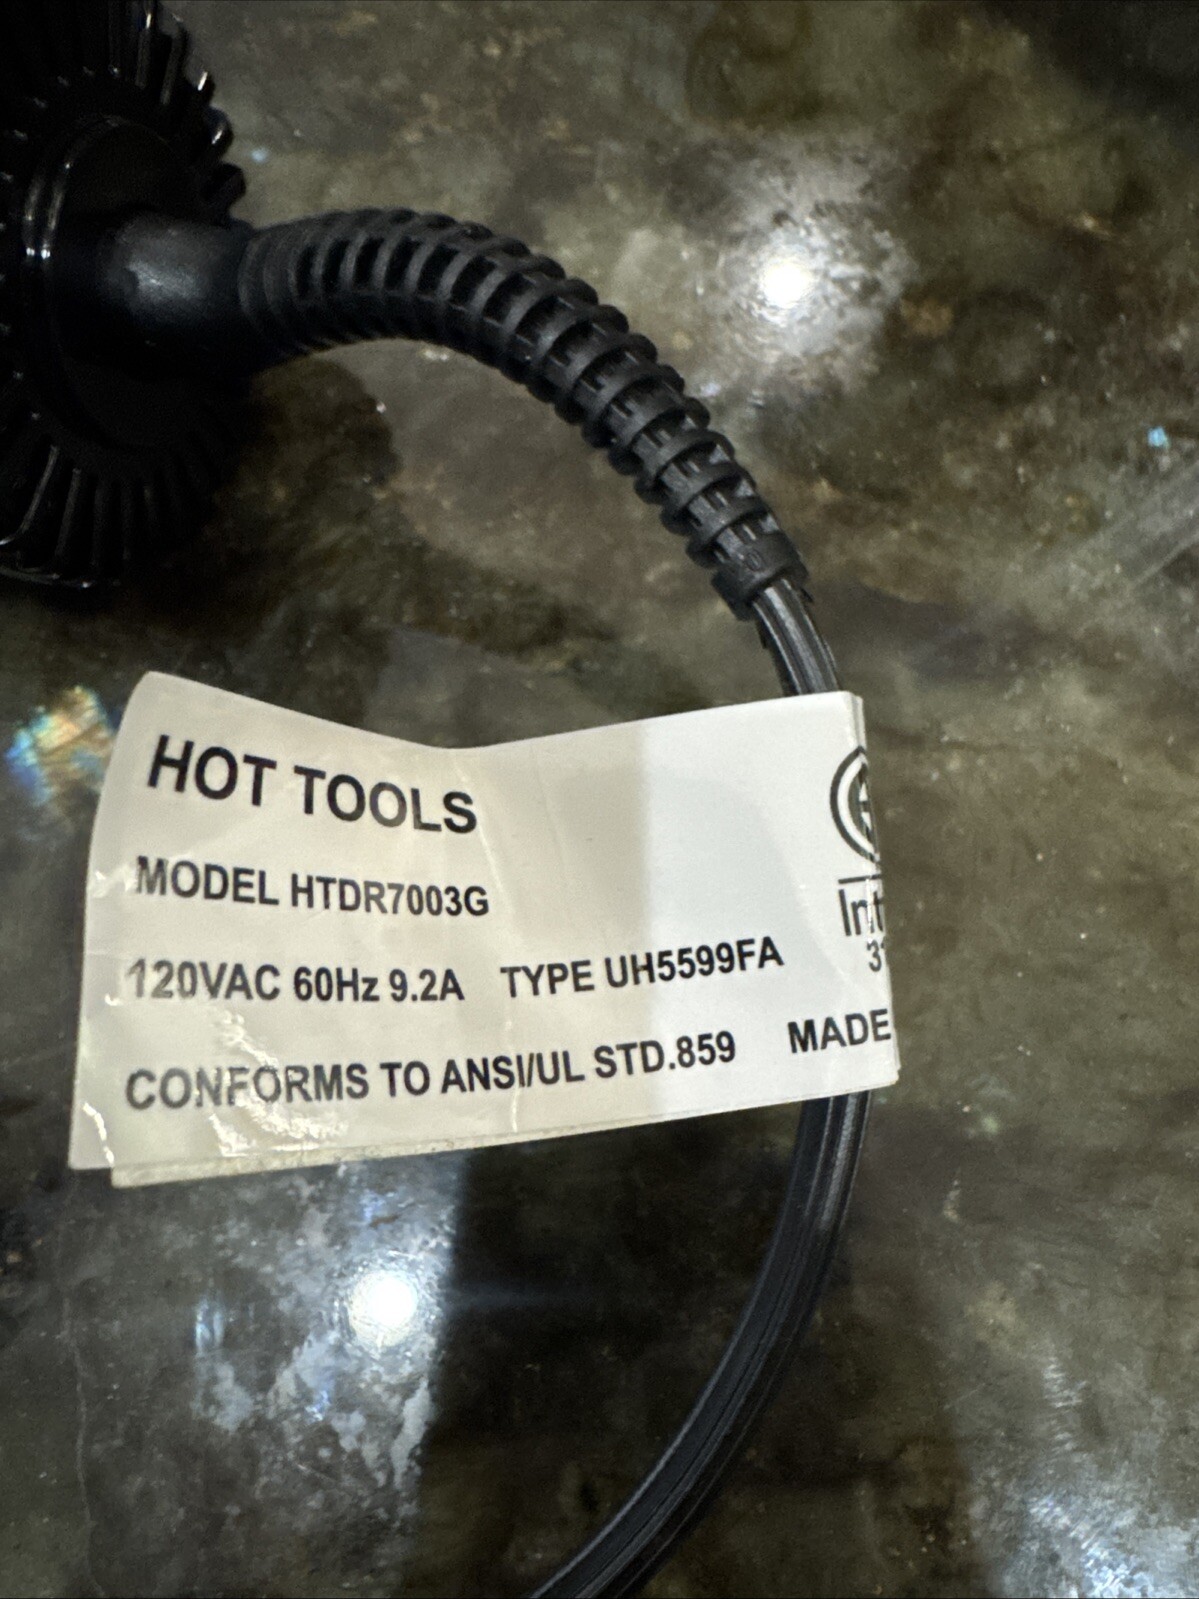 HOT TOOLS
MODEL HTDR7003G
120VAC 60Hz 9.2A TYPE UH5599FA
CONFORMS TO ANSI/UL STD.859 MADE